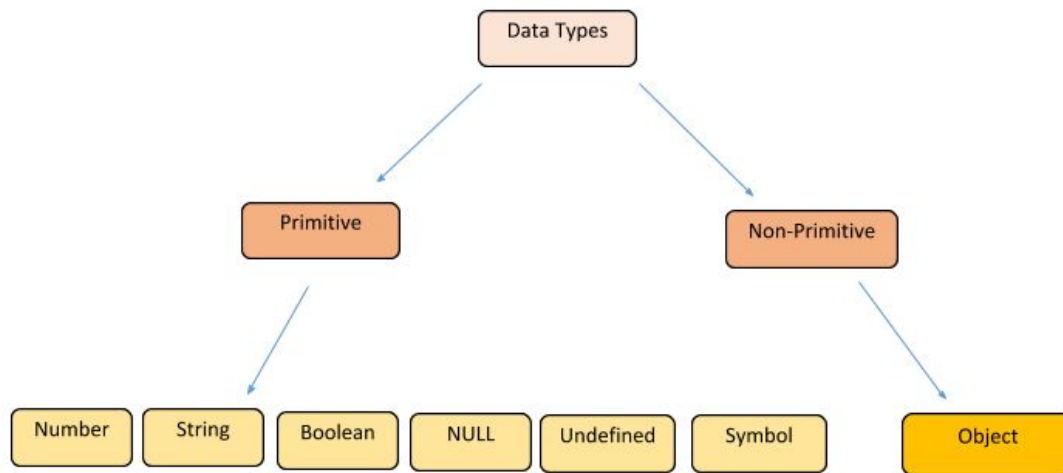 Data Types
Primitive
Non-Primitive
Number
String
Boolean
NULL
Undefined
Symbol
Object